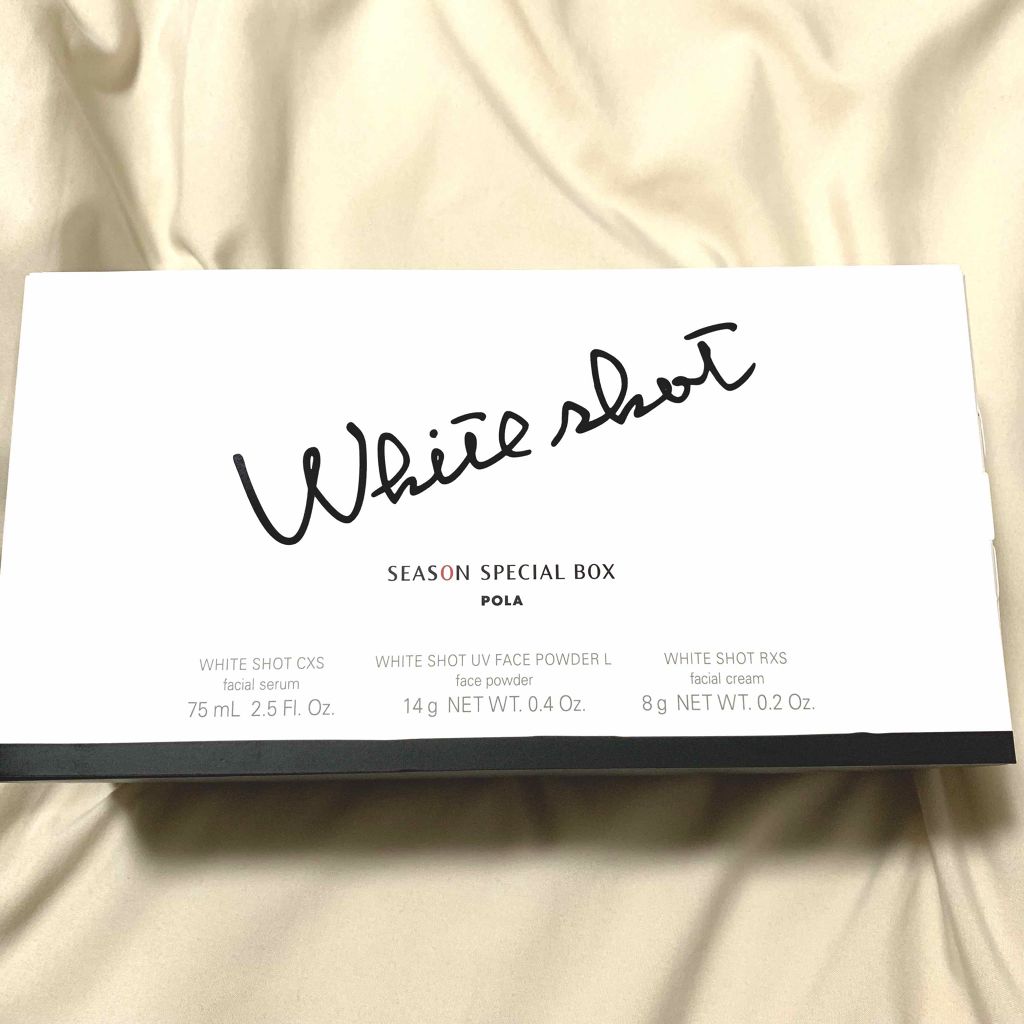 White shot
SEASON SPECIAL BOX
POLA
WHITE SHOT CXS
facial serum
75 mL 2.5 Fl. Oz.
WHITE SHOT UV FACE POWDER L
face powder
14 g NET WT. 0.4 Oz.
WHITE SHOT RXS
facial cream
8 g NET WT. 0.2 Oz.